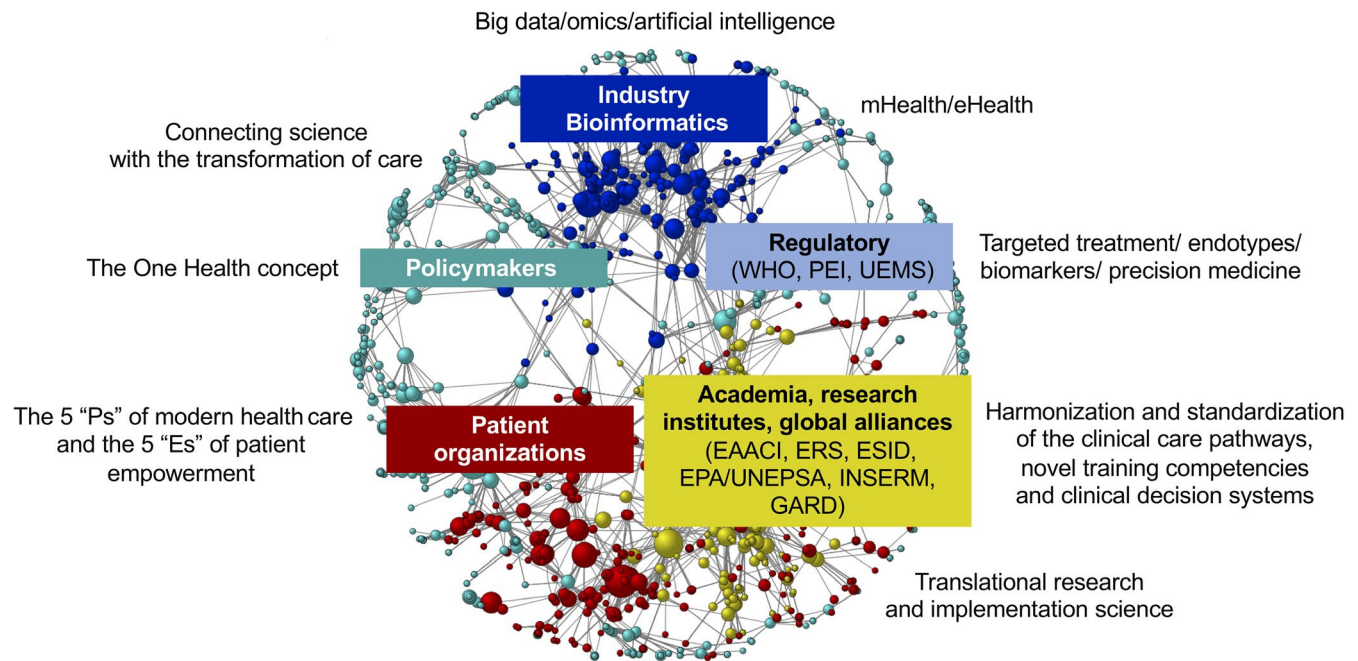 Big data/omics/artificial intelligence
Industry
Bioinformatics
mHealth/eHealth
Connecting science
with the transformation of care
Regulatory
(WHO, PEI, UEMS)
Targeted treatment/ endotypes/
biomarkers/ precision medicine
The One Health concept
Policymakers
Academia, research
institutes, global alliances
(EAACI, ERS, ESID,
EPA/UNEPSA, INSERM,
GARD)
The 5 “Ps” of modern health care
and the 5 “Es” of patient
empowerment
Patient
organizations
Harmonization and standardization
of the clinical care pathways,
novel training competencies
and clinical decision systems
Translational research
and implementation science